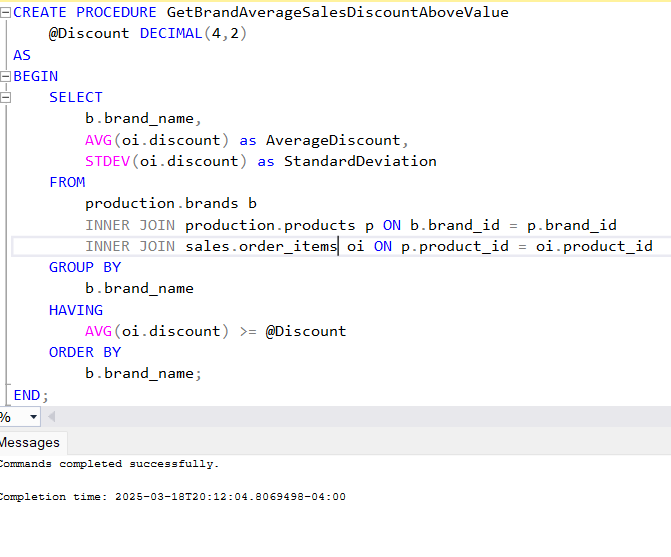 CREATE PROCEDURE GetBrandAverageSalesDiscountAboveValue
@Discount DECIMAL(4,2)
AS
BEGIN
SELECT
b.brand_name,
AVG(oi.discount) as AverageDiscount,
STDEV(oi.discount) as StandardDeviation
FROM
production.brands b
INNER JOIN production.products p ON b.brand_id = p.brand_id
INNER JOIN sales.order_items oi ON p.product_id = oi.product_id
GROUP BY
b.brand_name
HAVING
AVG(oi.discount) >= @Discount
ORDER BY
b.brand_name;
END;
%
Messages
Commands completed successfully.
Completion time: 2025-03-18T20:12:04.8069498-04:00